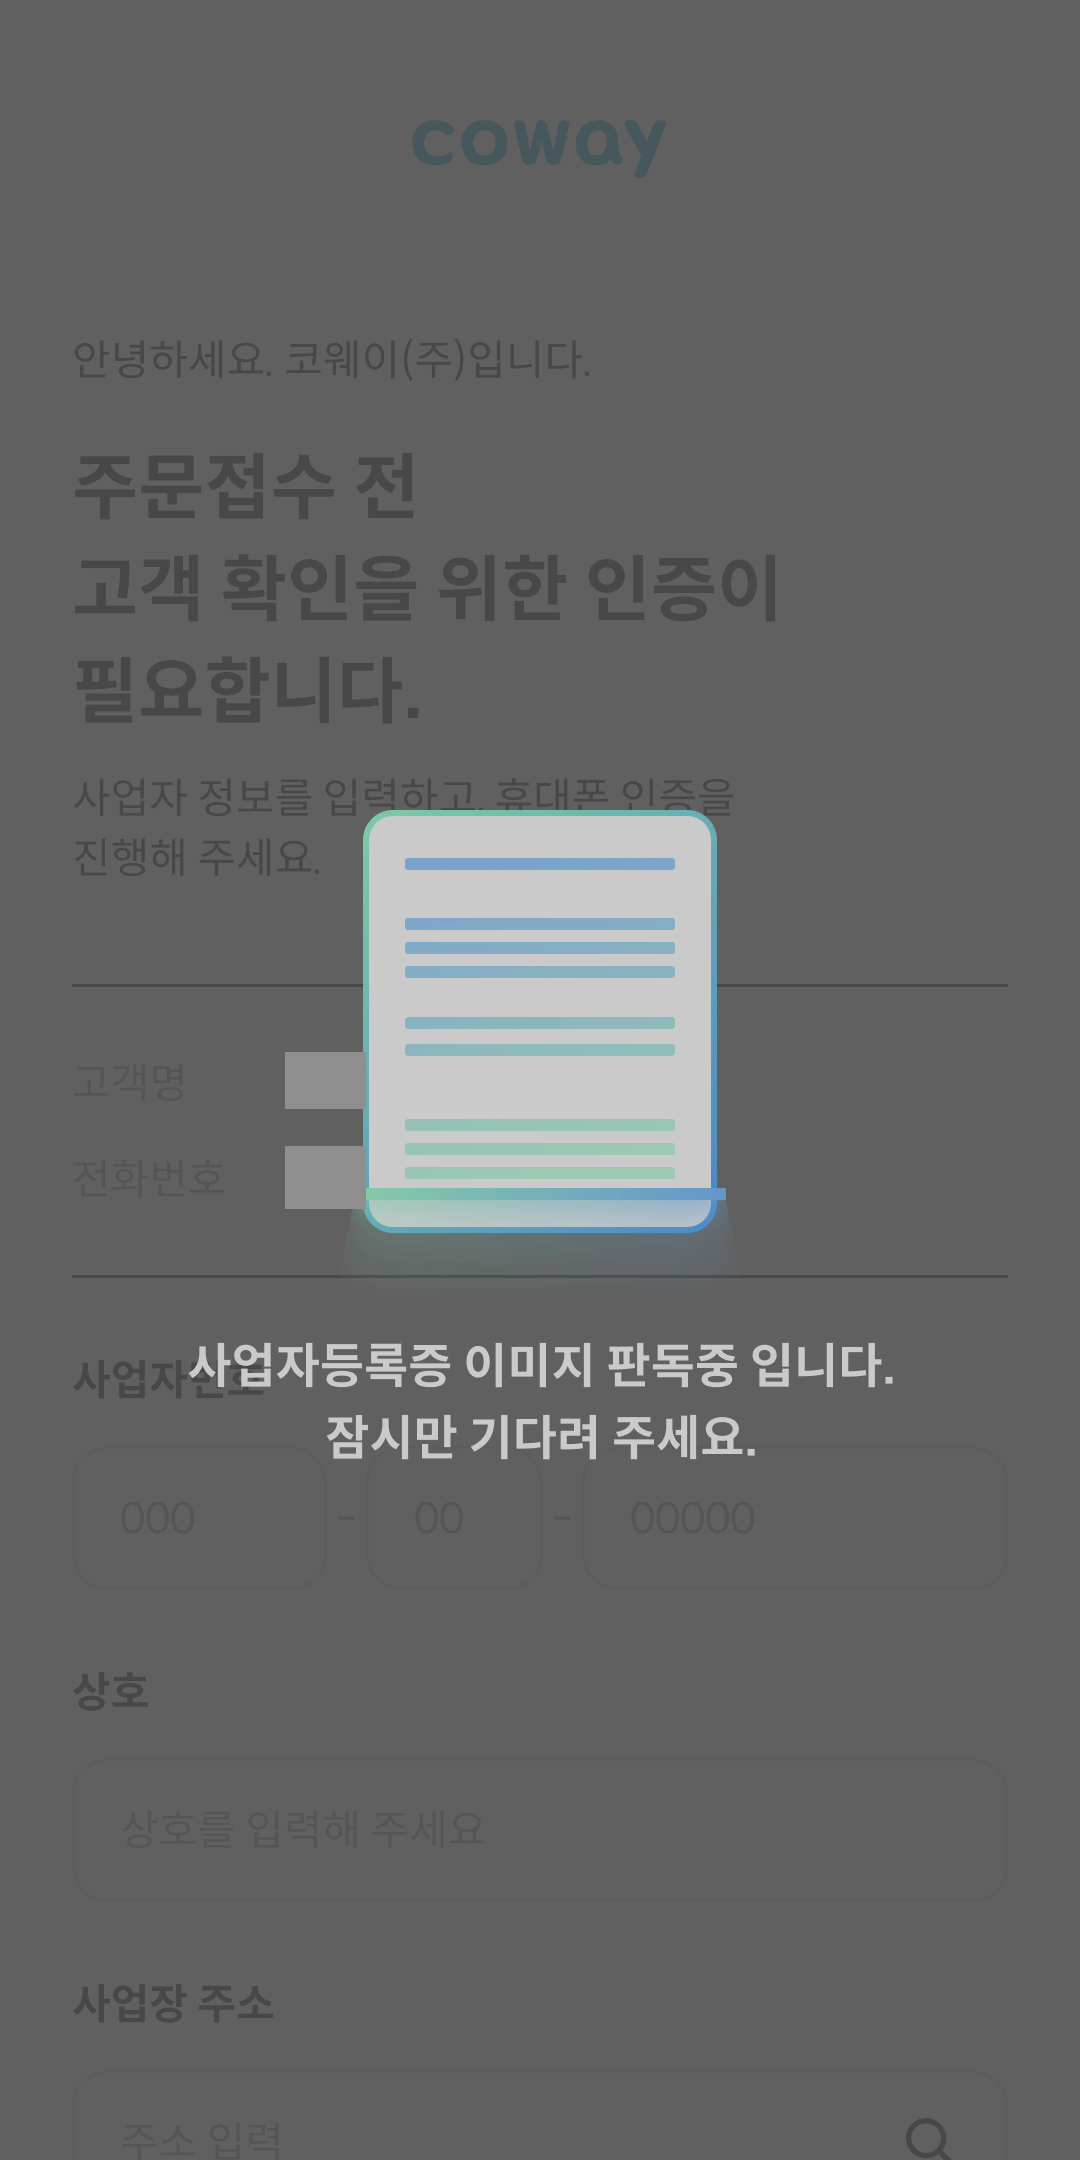 coway
안녕하세요. 코웨이(주)입니다.
주문접수 전
고객 확인을 위한 인증이
필요합니다.
사업자 정보를 입력하고, 휴대폰 인증을
진행해 주세요.
고객명
전화번호
사업자등록증 이미지 판독중 입니다.
잠시만 기다려 주세요.
사업자번호
000 - 00 - 00000
상호
상호를 입력해 주세요
사업장 주소
주소 입력